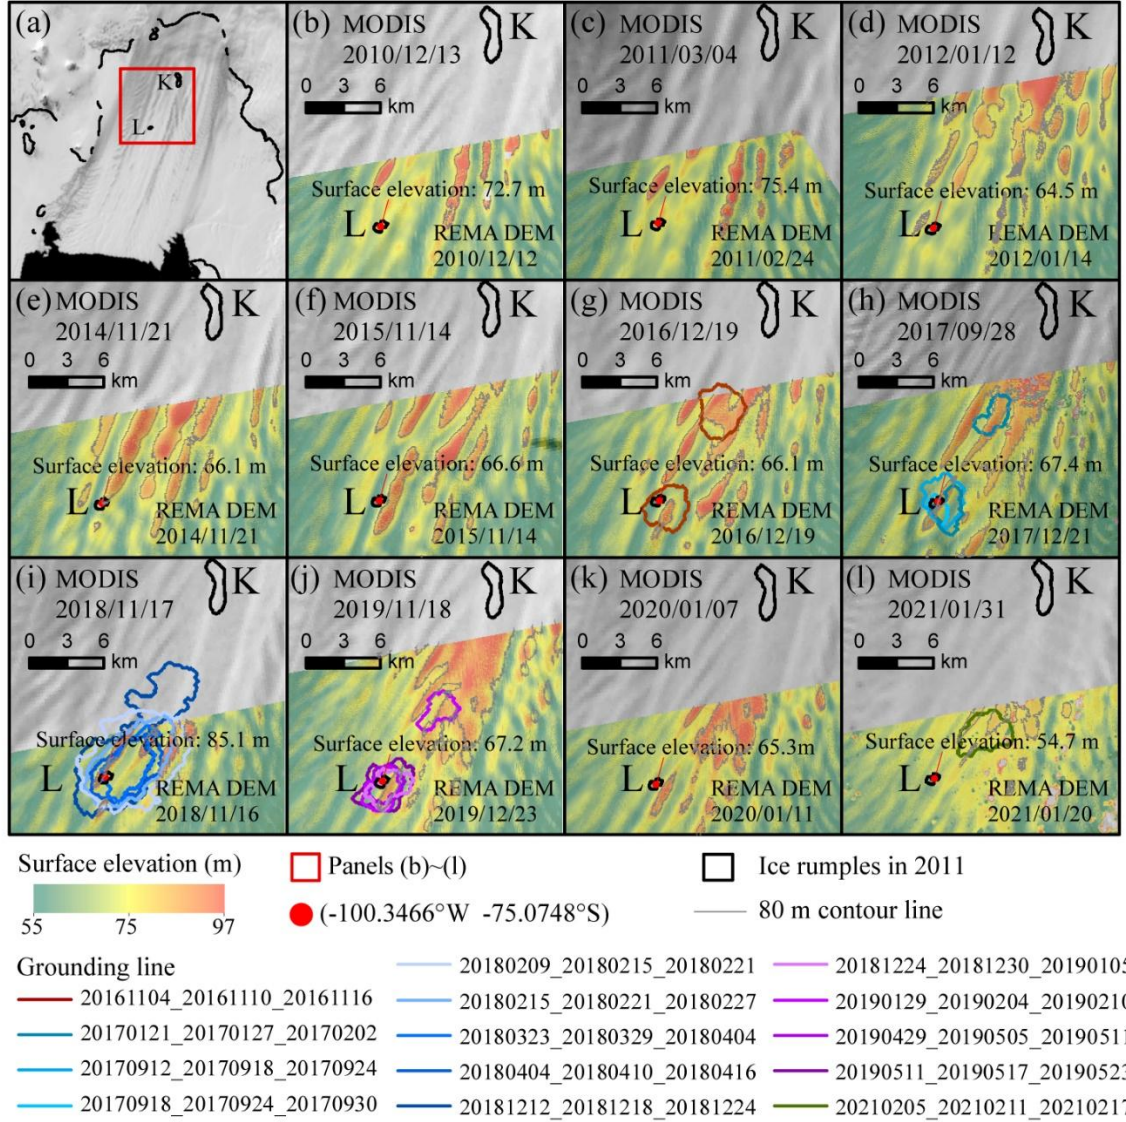 (a)
K
L
(b) MODIS
2010/12/13
K
0 3 6
km
Surface elevation: 72.7 m
L
REMA DEM
2010/12/12
(c) MODIS
2011/03/04
K
0 3 6
km
Surface elevation: 75.4 m
L
REMA DEM
2011/02/24
(d) MODIS
2012/01/12
K
0 3 6
km
Surface elevation: 64.5 m
L
REMA DEM
2012/01/14
(e) MODIS
2014/11/21
K
0 3 6
km
Surface elevation: 66.1 m
L
REMA DEM
2014/11/21
(f) MODIS
2015/11/14
K
0 3 6
km
Surface elevation: 66.6 m
L
REMA DEM
2015/11/14
(g) MODIS
2016/12/19
K
0 3 6
km
Surface elevation: 66.1 m
L
REMA DEM
2016/12/19
(h) MODIS
2017/09/28
K
0 3 6
km
Surface elevation: 67.4 m
L
REMA DEM
2017/12/21
(i) MODIS
2018/11/17
K
0 3 6
km
Surface elevation: 85.1 m
L
REMA DEM
2018/11/16
(j) MODIS
2019/11/18
K
0 3 6
km
Surface elevation: 67.2 m
L
REMA DEM
2019/12/23
(k) MODIS
2020/01/07
K
0 3 6
km
Surface elevation: 65.3m
L
REMA DEM
2020/01/11
(l) MODIS
2021/01/31
K
0 3 6
km
Surface elevation: 54.7 m
L
REMA DEM
2021/01/20
Surface elevation (m)
55 75 97
Panels (b)~(l)
Ice rumples in 2011
(-100.3466°W -75.0748°S)
80 m contour line
Grounding line
20161104_20161110_20161116
20170121_20170127_20170202
20170912_20170918_20170924
20170918_20170924_20170930
20180209_20180215_20180221
20180215_20180221_20180227
20180323_20180329_20180404
20180404_20180410_20180416
20181212_20181218_20181224
20181224_20181230_20190105
20190129_20190204_20190210
20190429_20190505_20190511
20190511_20190517_20190523
20210205_20210211_20210217